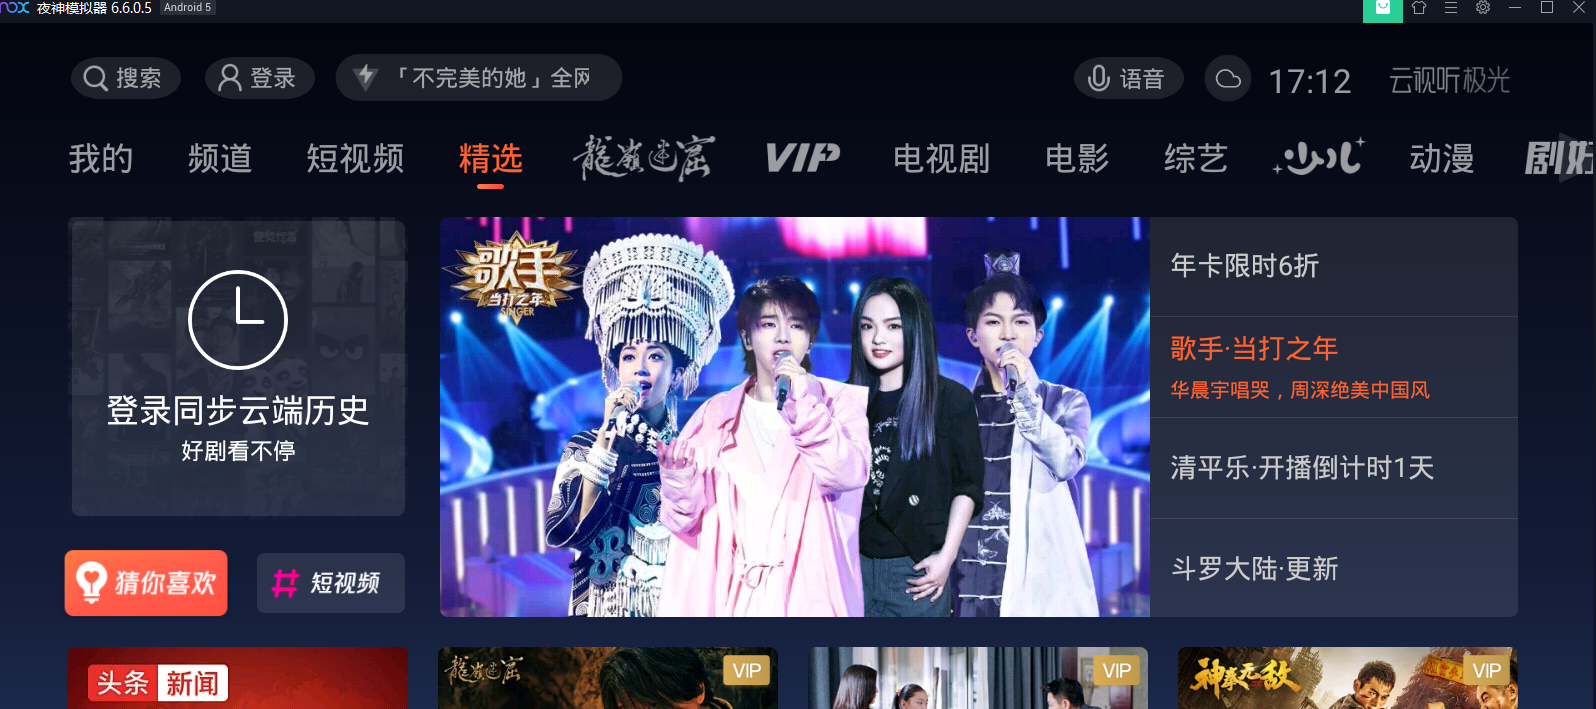 nox 夜神模拟器 6.6.0.5 Android 5
搜索 登录 「不完美的她」全网 语音 17:12 云视听极光
我的 频道 短视频 精选 龍嶺迷窟 VIP 电视剧 电影 综艺 少儿 动漫 剧好
歌手
当打之年
SINGER
登录同步云端历史
好剧看不停
年卡限时6折
歌手·当打之年
华晨宇唱哭，周深绝美中国风
清平乐·开播倒计时1天
斗罗大陆·更新
猜你喜欢 短视频
头条 新闻
龍嶺迷窟 VIP
VIP
神拳无敌 VIP